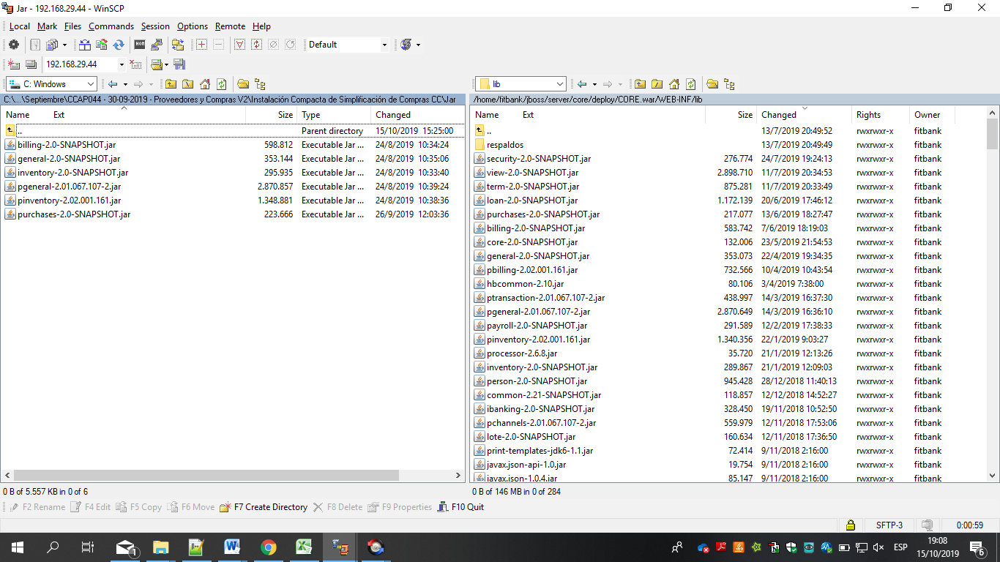 Jar - 192.168.29.44 - WinSCP
Local Mark Files Commands Session Options Remote Help
Default
192.168.29.44
C: Windows
lib
C:\...\Septiembre\CCAP044 - 30-09-2019 - Proveedores y Compras V2\Instalación Compacta de Simplificación de Compras CC\Jar
/home/fitbank/jboss/server/core/deploy/CORE.war/WEB-INF/lib
Name Ext Size Type Changed
.. Parent directory 15/10/2019 15:25:00
billing-2.0-SNAPSHOT.jar 598.812 Executable Jar ... 24/8/2019 10:34:24
general-2.0-SNAPSHOT.jar 353.144 Executable Jar ... 24/8/2019 10:35:06
inventory-2.0-SNAPSHOT.jar 295.935 Executable Jar ... 24/8/2019 10:33:40
pgeneral-2.01.067.107-2.jar 2.870.857 Executable Jar ... 24/8/2019 10:39:24
pinventory-2.02.001.161.jar 1.348.881 Executable Jar ... 24/8/2019 10:38:36
purchases-2.0-SNAPSHOT.jar 223.666 Executable Jar ... 26/9/2019 12:03:36
Name Ext Size Changed Rights Owner
.. 13/7/2019 20:49:52 rwxrwxr-x fitbank
respaldos 13/7/2019 20:49:49 rwxrwxr-x fitbank
security-2.0-SNAPSHOT.jar 276.774 24/7/2019 19:24:13 rwxrwxr-x fitbank
view-2.0-SNAPSHOT.jar 2.898.710 11/7/2019 20:34:53 rwxrwxr-x fitbank
term-2.0-SNAPSHOT.jar 875.281 11/7/2019 20:33:49 rwxrwxr-x fitbank
loan-2.0-SNAPSHOT.jar 1.172.139 20/6/2019 17:46:12 rwxrwxr-x fitbank
purchases-2.0-SNAPSHOT.jar 217.077 13/6/2019 18:27:47 rwxrwxr-x fitbank
billing-2.0-SNAPSHOT.jar 583.742 7/6/2019 18:19:03 rwxrwxr-x fitbank
core-2.0-SNAPSHOT.jar 132.006 23/5/2019 21:54:53 rwxrwxr-x fitbank
general-2.0-SNAPSHOT.jar 353.073 22/4/2019 19:34:35 rwxrwxr-x fitbank
pbilling-2.02.001.161.jar 732.566 10/4/2019 10:43:54 rwxrwxr-x fitbank
hbcommon-2.10.jar 80.106 3/4/2019 7:38:00 rwxrwxr-x fitbank
ptransaction-2.01.067.107-2.jar 438.997 14/3/2019 16:37:30 rwxrwxr-x fitbank
pgeneral-2.01.067.107-2.jar 2.870.649 14/3/2019 16:36:10 rwxrwxr-x fitbank
payroll-2.0-SNAPSHOT.jar 291.589 12/2/2019 17:38:33 rwxrwxr-x fitbank
pinventory-2.02.001.161.jar 1.340.356 22/1/2019 9:03:27 rwxrwxr-x fitbank
processor-2.6.8.jar 35.720 21/1/2019 12:13:26 rwxrwxr-x fitbank
inventory-2.0-SNAPSHOT.jar 289.867 21/1/2019 12:09:03 rwxrwxr-x fitbank
person-2.0-SNAPSHOT.jar 945.428 28/12/2018 11:40:13 rwxrwxr-x fitbank
common-2.21-SNAPSHOT.jar 118.857 12/12/2018 14:52:27 rwxrwxr-x fitbank
ibanking-2.0-SNAPSHOT.jar 328.450 19/11/2018 10:52:50 rwxrwxr-x fitbank
pchannels-2.01.067.107-2.jar 559.979 12/11/2018 17:53:06 rwxrwxr-x fitbank
lote-2.0-SNAPSHOT.jar 160.634 12/11/2018 17:36:50 rwxrwxr-x fitbank
print-templates-jdk6-1.1.jar 72.414 9/11/2018 2:16:00 rwxrwxr-x fitbank
javax.json-api-1.0.jar 19.754 9/11/2018 2:16:00 rwxrwxr-x fitbank
javax.json-1.0.4.jar 85.147 9/11/2018 2:16:00 rwxrwxr-x fitbank
0 B of 5.557 KB in 0 of 6
0 B of 146 MB in 0 of 284
F2 Rename F4 Edit F5 Copy F6 Move F7 Create Directory F8 Delete F9 Properties F10 Quit
SFTP-3 0:00:59
1
ESP
19:08
15/10/2019
6